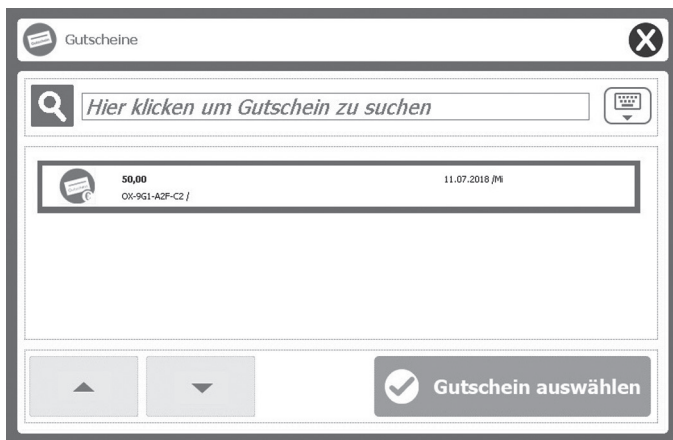 Gutscheine
Hier klicken um Gutschein zu suchen
50,00 11.07.2018 /Mi
OX-9G1-A2F-C2 /
Gutschein auswählen